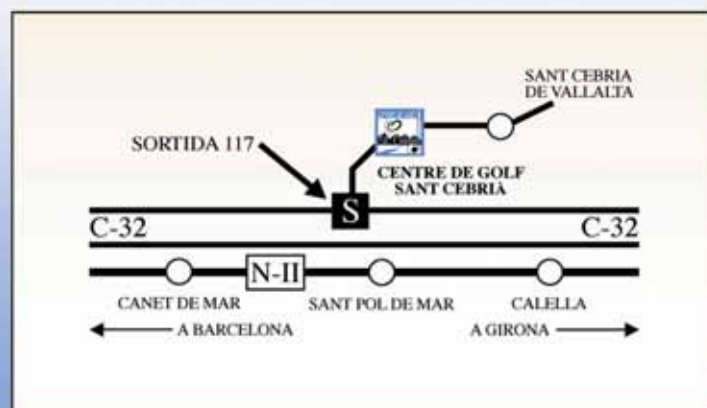 SANT CEBRIA
DE VALLALTA
SORTIDA 117
CENTRE DE GOLF
SANT CEBRIÀ
S
C-32 C-32
N-II
CANET DE MAR SANT POL DE MAR CALELLA
A BARCELONA A GIRONA